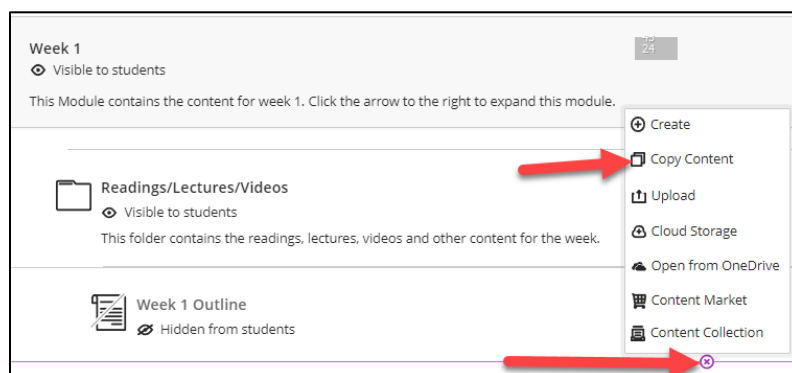 Week 1
24
Visible to students
This Module contains the content for week 1. Click the arrow to the right to expand this module.
Create
Copy Content
Readings/Lectures/Videos
Upload
Visible to students
Cloud Storage
This folder contains the readings, lectures, videos and other content for the week.
Open from OneDrive
Week 1 Outline
Content Market
Hidden from students
Content Collection